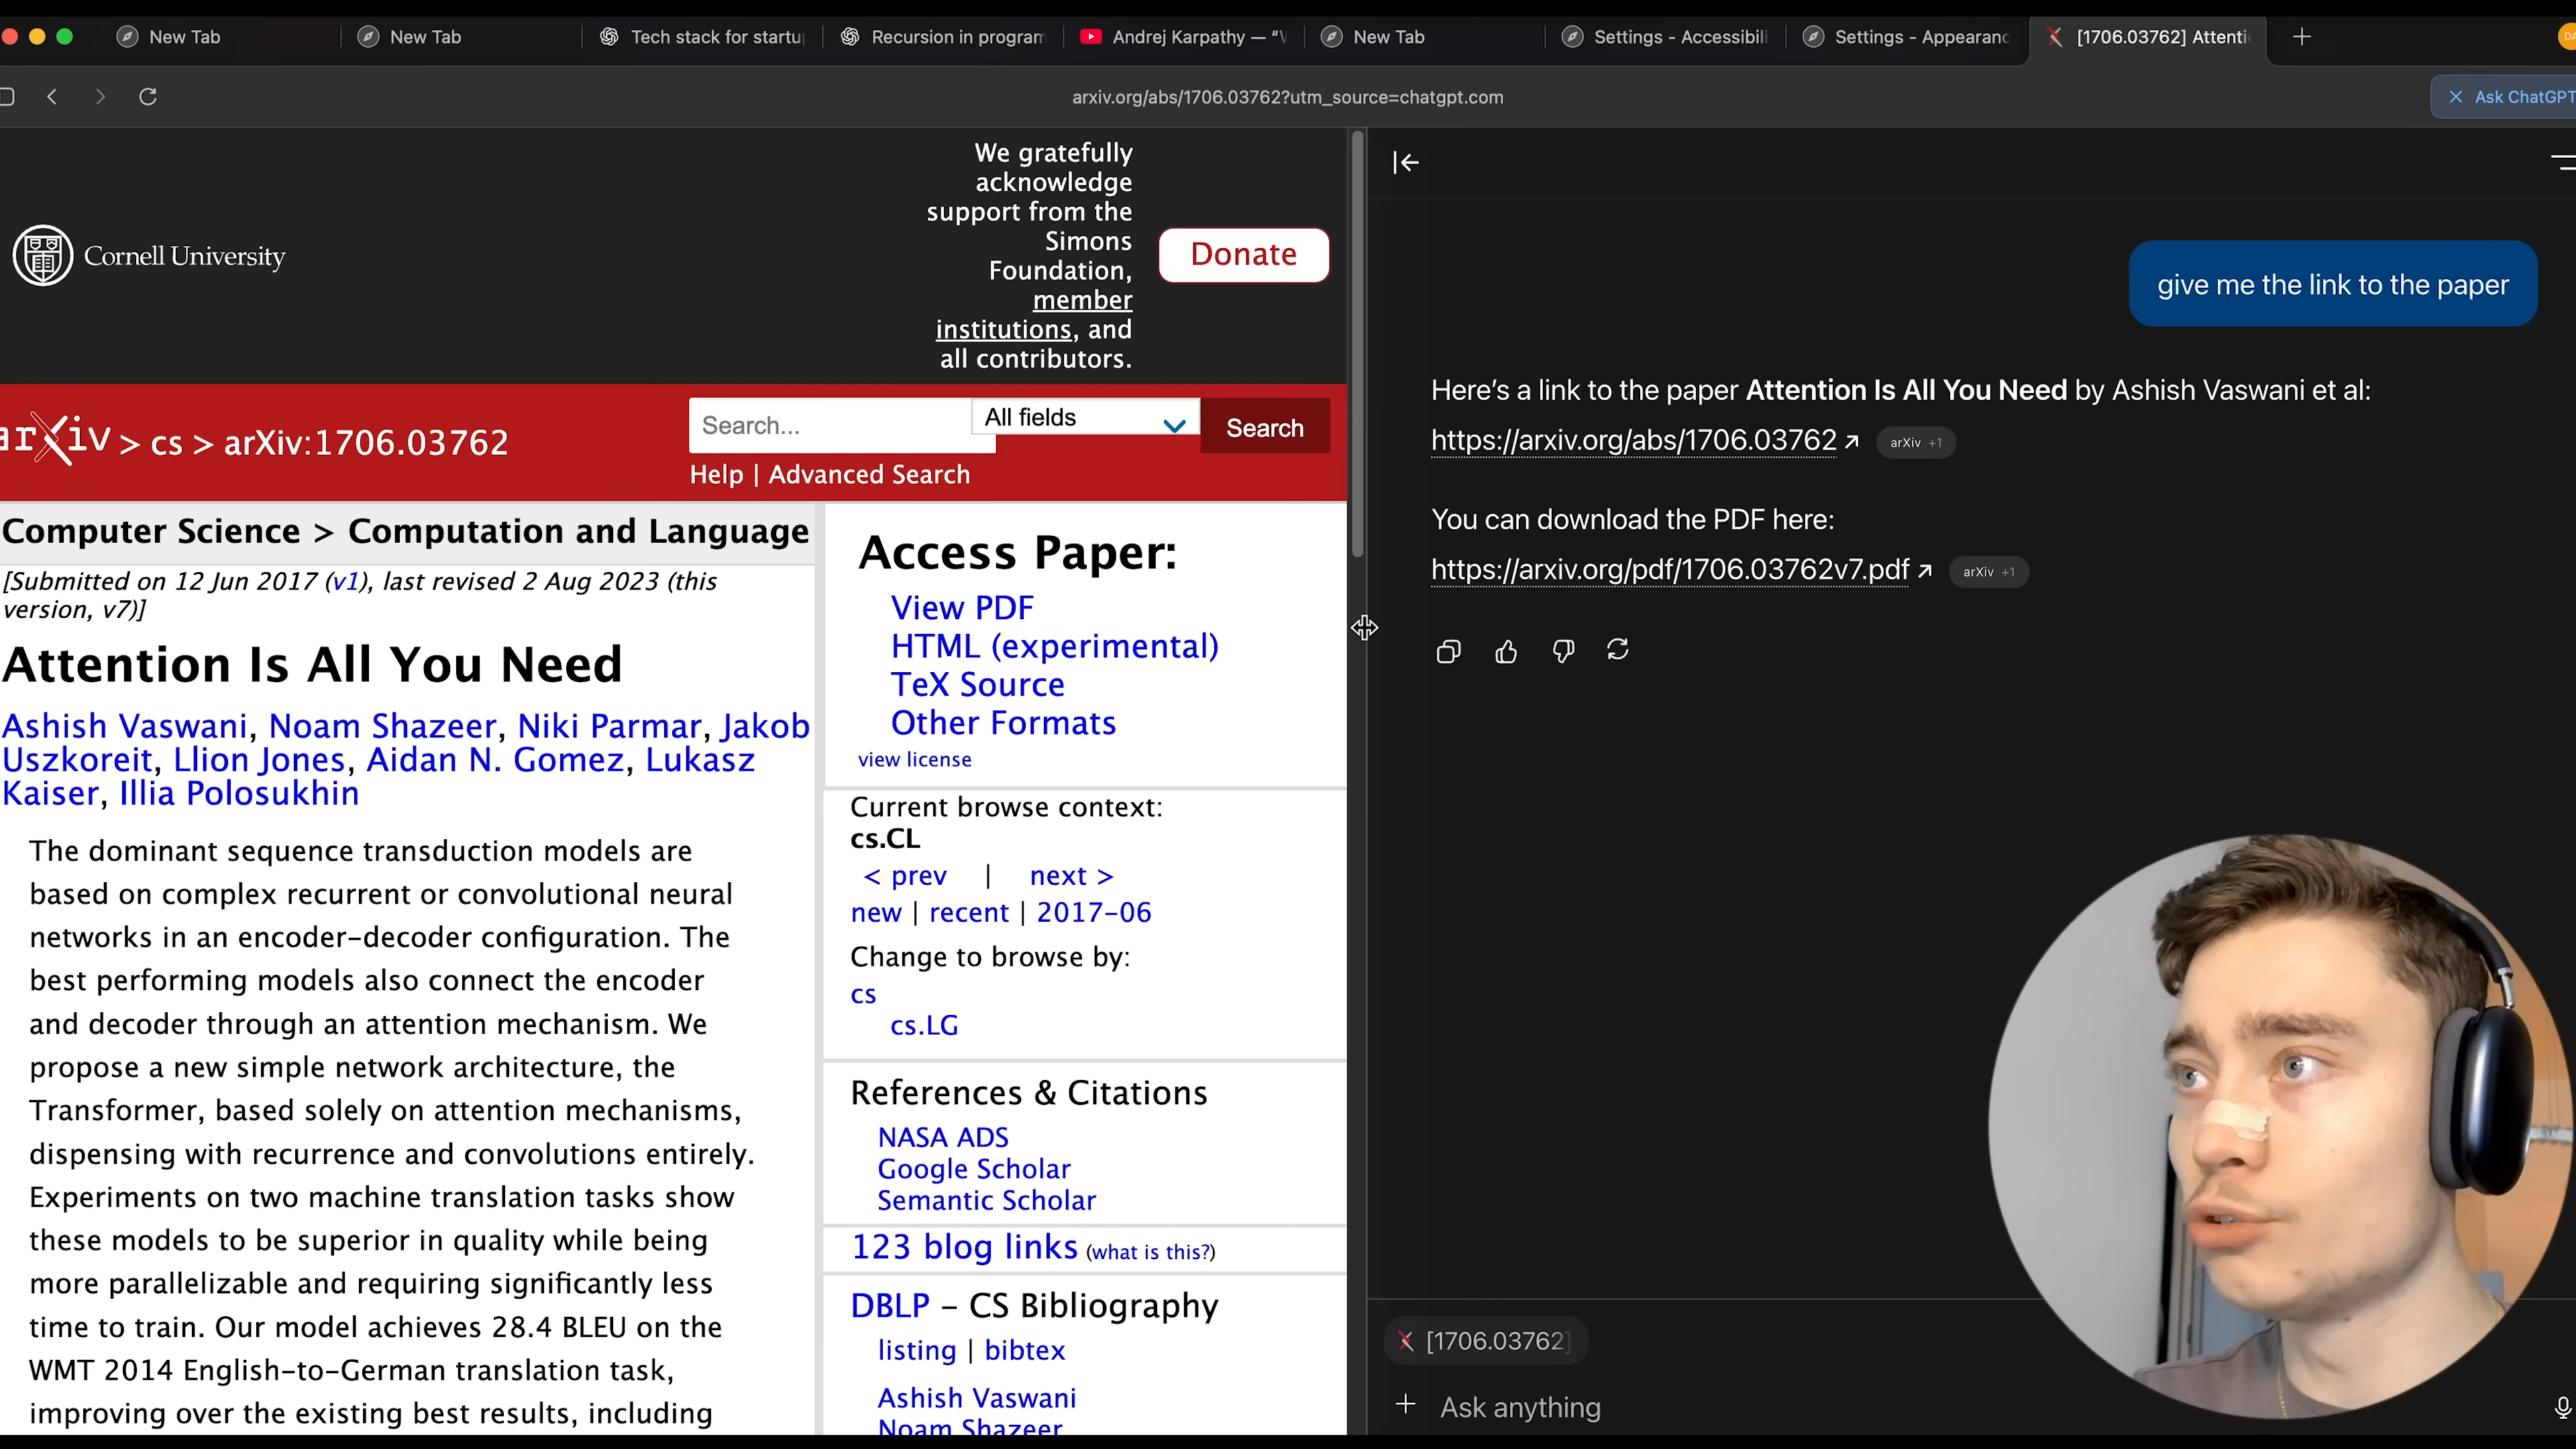 New Tab
New Tab
Tech stack for startu
Recursion in program
Andrej Karpathy — “W
New Tab
Settings - Accessibili
Settings - Appearanc
[1706.03762] Attenti
DA
arxiv.org/abs/1706.03762?utm_source=chatgpt.com
Ask ChatGPT
Cornell University
We gratefully
acknowledge
support from the
Simons
Foundation,
member
institutions, and
all contributors.
Donate
arXiv > cs > arXiv:1706.03762
Search...
All fields
Search
Help | Advanced Search
Computer Science > Computation and Language
[Submitted on 12 Jun 2017 (v1), last revised 2 Aug 2023 (this
version, v7)]
Attention Is All You Need
Ashish Vaswani, Noam Shazeer, Niki Parmar, Jakob
Uszkoreit, Llion Jones, Aidan N. Gomez, Lukasz
Kaiser, Illia Polosukhin
The dominant sequence transduction models are
based on complex recurrent or convolutional neural
networks in an encoder-decoder configuration. The
best performing models also connect the encoder
and decoder through an attention mechanism. We
propose a new simple network architecture, the
Transformer, based solely on attention mechanisms,
dispensing with recurrence and convolutions entirely.
Experiments on two machine translation tasks show
these models to be superior in quality while being
more parallelizable and requiring significantly less
time to train. Our model achieves 28.4 BLEU on the
WMT 2014 English-to-German translation task,
improving over the existing best results, including
Access Paper:
View PDF
HTML (experimental)
TeX Source
Other Formats
view license
Current browse context:
cs.CL
< prev | next >
new | recent | 2017-06
Change to browse by:
cs
cs.LG
References & Citations
NASA ADS
Google Scholar
Semantic Scholar
123 blog links (what is this?)
DBLP - CS Bibliography
listing | bibtex
Ashish Vaswani
Noam Shazeer
give me the link to the paper
Here’s a link to the paper Attention Is All You Need by Ashish Vaswani et al:
https://arxiv.org/abs/1706.03762 arXiv +1
You can download the PDF here:
https://arxiv.org/pdf/1706.03762v7.pdf arXiv +1
[1706.03762]
Ask anything